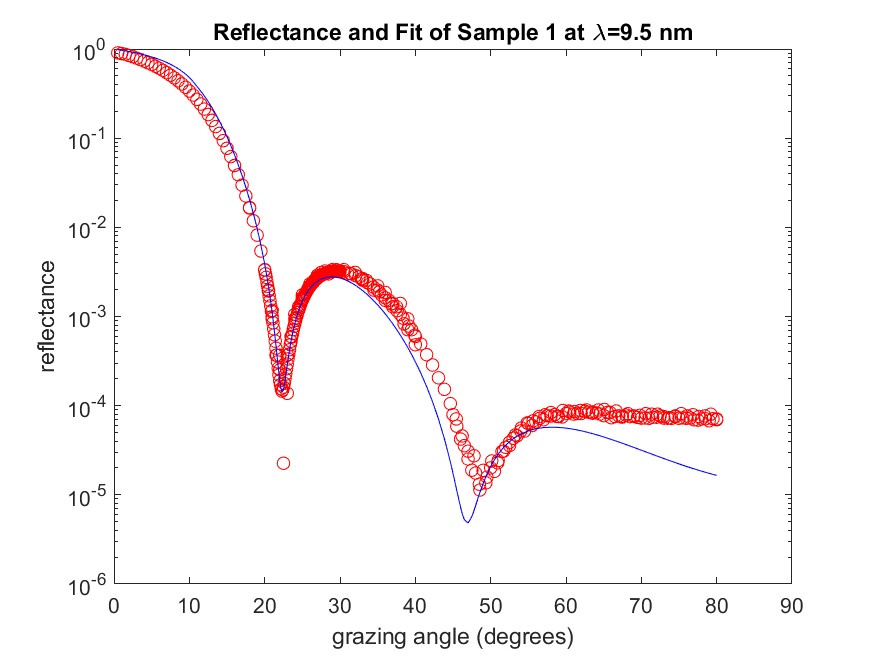 Reflectance and Fit of Sample 1 at λ=9.5 nm
10^0
10^-1
10^-2
10^-3
10^-4
10^-5
10^-6
reflectance
0 10 20 30 40 50 60 70 80 90
grazing angle (degrees)